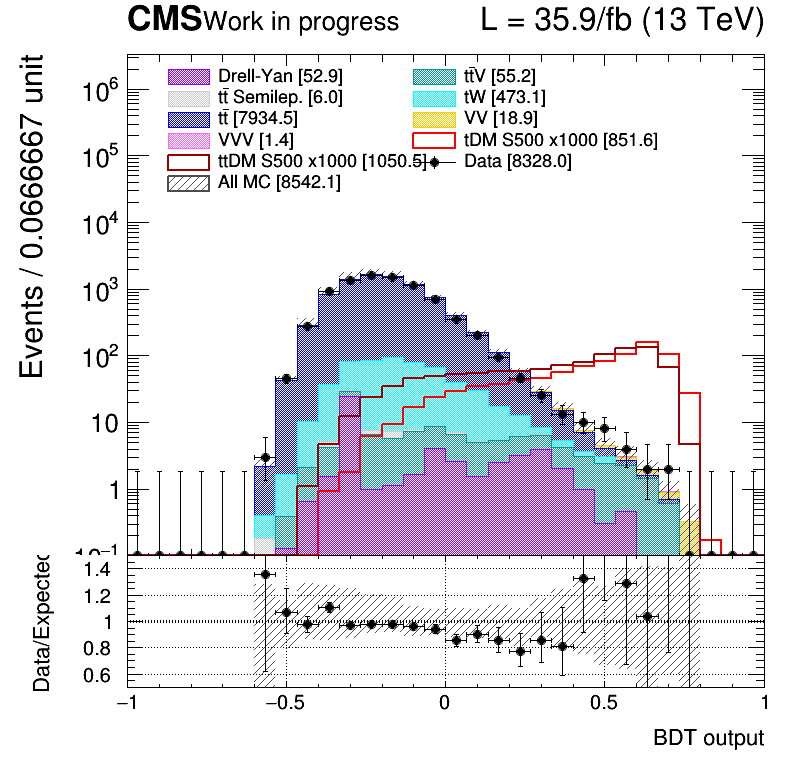 CMS Work in progress L = 35.9/fb (13 TeV)
Events / 0.0666667 unit
Drell-Yan [52.9] tt̄V [55.2]
tt̄ Semilep. [6.0] tW [473.1]
tt̄ [7934.5] VV [18.9]
VVV [1.4] tDM S500 x1000 [851.6]
ttDM S500 x1000 [1050.5] Data [8328.0]
All MC [8542.1]
10⁶
10⁵
10⁴
10³
10²
10
1
10⁻¹
Data/Expected
1.4
1.2
1
0.8
0.6
−1 −0.5 0 0.5 1
BDT output